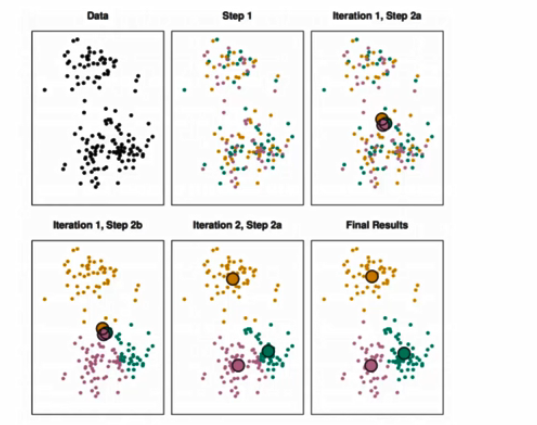 Data
Step 1
Iteration 1, Step 2a
Iteration 1, Step 2b
Iteration 2, Step 2a
Final Results